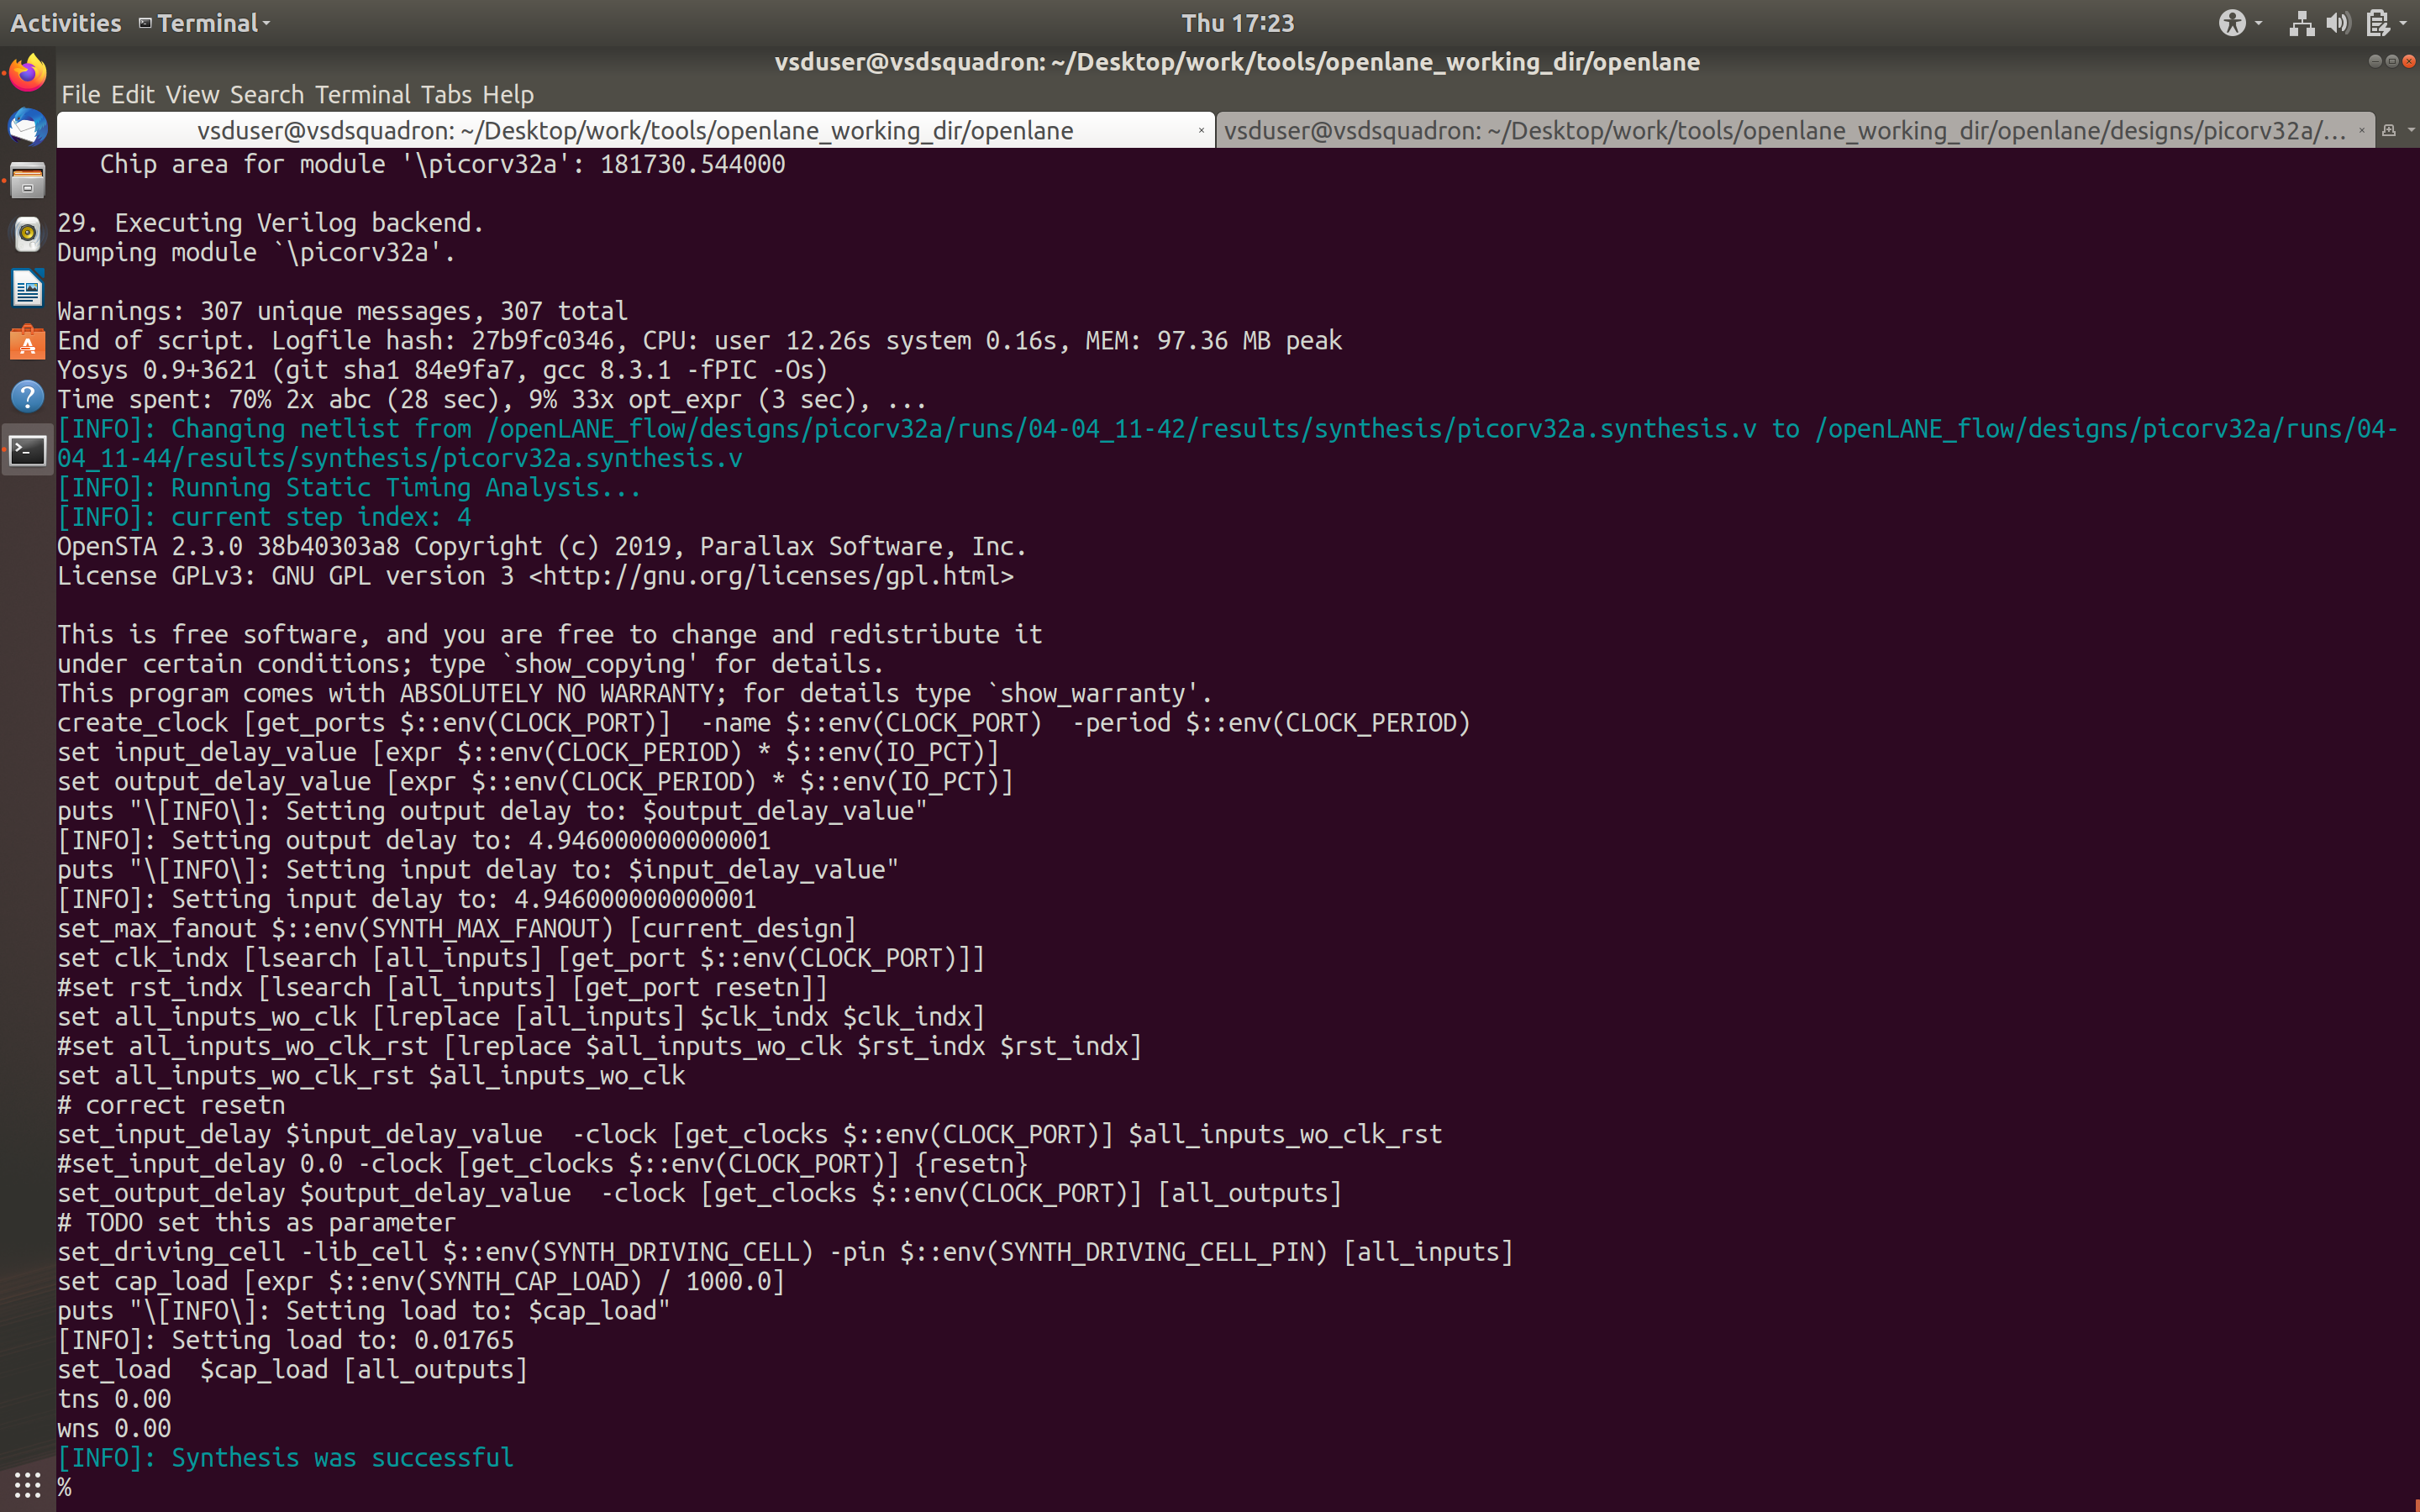 Activities Terminal Thu 17:23
vsduser@vsdsquadron: ~/Desktop/work/tools/openlane_working_dir/openlane
File Edit View Search Terminal Tabs Help
vsduser@vsdsquadron: ~/Desktop/work/tools/openlane_working_dir/openlane × vsduser@vsdsquadron: ~/Desktop/work/tools/openlane_working_dir/openlane/designs/picorv32a/... ×
   Chip area for module '\picorv32a': 181730.544000
29. Executing Verilog backend.
Dumping module `\picorv32a'.
Warnings: 307 unique messages, 307 total
End of script. Logfile hash: 27b9fc0346, CPU: user 12.26s system 0.16s, MEM: 97.36 MB peak
Yosys 0.9+3621 (git sha1 84e9fa7, gcc 8.3.1 -fPIC -Os)
Time spent: 70% 2x abc (28 sec), 9% 33x opt_expr (3 sec), ...
[INFO]: Changing netlist from /openLANE_flow/designs/picorv32a/runs/04-04_11-42/results/synthesis/picorv32a.synthesis.v to /openLANE_flow/designs/picorv32a/runs/04-
04_11-44/results/synthesis/picorv32a.synthesis.v
[INFO]: Running Static Timing Analysis...
[INFO]: current step index: 4
OpenSTA 2.3.0 38b40303a8 Copyright (c) 2019, Parallax Software, Inc.
License GPLv3: GNU GPL version 3 <http://gnu.org/licenses/gpl.html>
This is free software, and you are free to change and redistribute it
under certain conditions; type `show_copying' for details.
This program comes with ABSOLUTELY NO WARRANTY; for details type `show_warranty'.
create_clock [get_ports $::env(CLOCK_PORT)]  -name $::env(CLOCK_PORT)  -period $::env(CLOCK_PERIOD)
set input_delay_value [expr $::env(CLOCK_PERIOD) * $::env(IO_PCT)]
set output_delay_value [expr $::env(CLOCK_PERIOD) * $::env(IO_PCT)]
puts "\[INFO\]: Setting output delay to: $output_delay_value"
[INFO]: Setting output delay to: 4.946000000000001
puts "\[INFO\]: Setting input delay to: $input_delay_value"
[INFO]: Setting input delay to: 4.946000000000001
set_max_fanout $::env(SYNTH_MAX_FANOUT) [current_design]
set clk_indx [lsearch [all_inputs] [get_port $::env(CLOCK_PORT)]]
#set rst_indx [lsearch [all_inputs] [get_port resetn]]
set all_inputs_wo_clk [lreplace [all_inputs] $clk_indx $clk_indx]
#set all_inputs_wo_clk_rst [lreplace $all_inputs_wo_clk $rst_indx $rst_indx]
set all_inputs_wo_clk_rst $all_inputs_wo_clk
# correct resetn
set_input_delay $input_delay_value  -clock [get_clocks $::env(CLOCK_PORT)] $all_inputs_wo_clk_rst
#set_input_delay 0.0 -clock [get_clocks $::env(CLOCK_PORT)] {resetn}
set_output_delay $output_delay_value  -clock [get_clocks $::env(CLOCK_PORT)] [all_outputs]
# TODO set this as parameter
set_driving_cell -lib_cell $::env(SYNTH_DRIVING_CELL) -pin $::env(SYNTH_DRIVING_CELL_PIN) [all_inputs]
set cap_load [expr $::env(SYNTH_CAP_LOAD) / 1000.0]
puts "\[INFO\]: Setting load to: $cap_load"
[INFO]: Setting load to: 0.01765
set_load  $cap_load [all_outputs]
tns 0.00
wns 0.00
[INFO]: Synthesis was successful
%